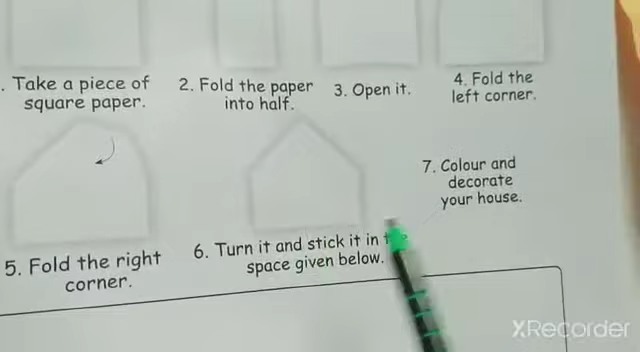 . Take a piece of
square paper.
2. Fold the paper
into half.
3. Open it.
4. Fold the
left corner.
5. Fold the right
corner.
6. Turn it and stick it in
space given below.
7. Colour and
decorate
your house.
XRecorder